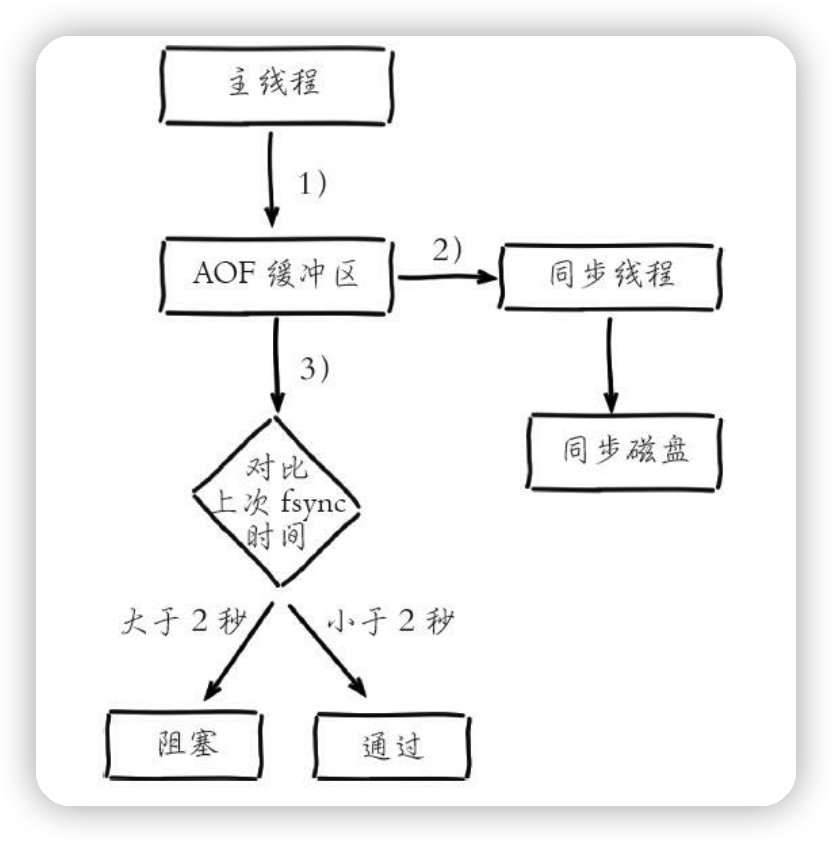 主线程
1)
AOF 缓冲区
2)
同步线程
3)
同步磁盘
对比
上次 fsync
时间
大于 2 秒
小于 2 秒
阻塞
通过